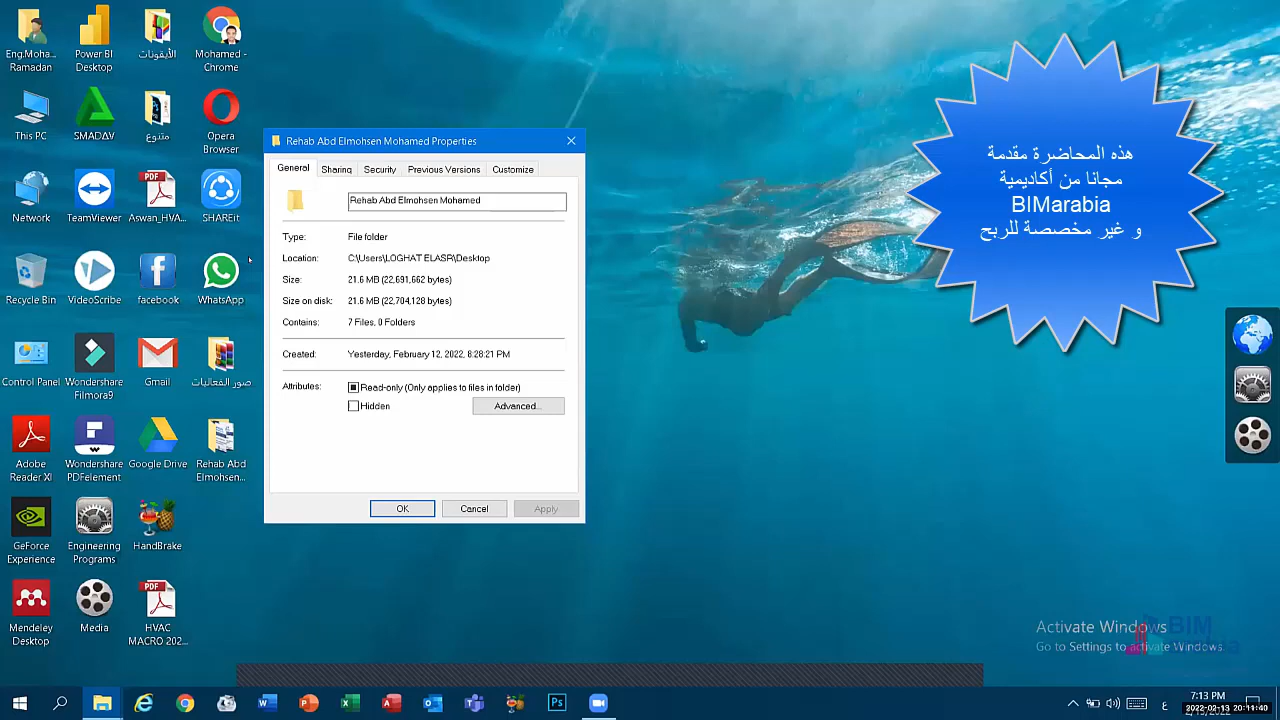 Eng.Moha...
Ramadan
Power BI
Desktop
الأيقونات
Mohamed -
Chrome
This PC
SMADΔV
متنوع
Opera
Browser
Network
TeamViewer
PDF
Aswan_HVA...
SHAREit
Recycle Bin
VideoScribe
facebook
WhatsApp
Control Panel
Wondershare
Filmora9
Gmail
صور الفعاليات
Adobe
Reader XI
Wondershare
PDFelement
Google Drive
Rehab Abd
Elmohsen...
GeForce
Experience
Engineering
Programs
HandBrake
Mendeley
Desktop
Media
PDF
HVAC
MACRO 202...
Rehab Abd Elmohsen Mohamed Properties
General Sharing Security Previous Versions Customize
Rehab Abd Elmohsen Mohamed
Type: File folder
Location: C:\Users\LOGHAT ELASR\Desktop
Size: 21.6 MB (22,691,662 bytes)
Size on disk: 21.6 MB (22,704,128 bytes)
Contains: 7 Files, 0 Folders
Created: Yesterday, February 12, 2022, 8:28:21 PM
Attributes: Read-only (Only applies to files in folder)
Hidden Advanced...
OK Cancel Apply
هذه المحاضرة مقدمة
مجانا من أكاديمية
BIMarabia
و غير مخصصة للربح
Activate Windows
Go to Settings to activate Windows.
BIM
7:13 PM
ع
2022-02-13 20:11:40